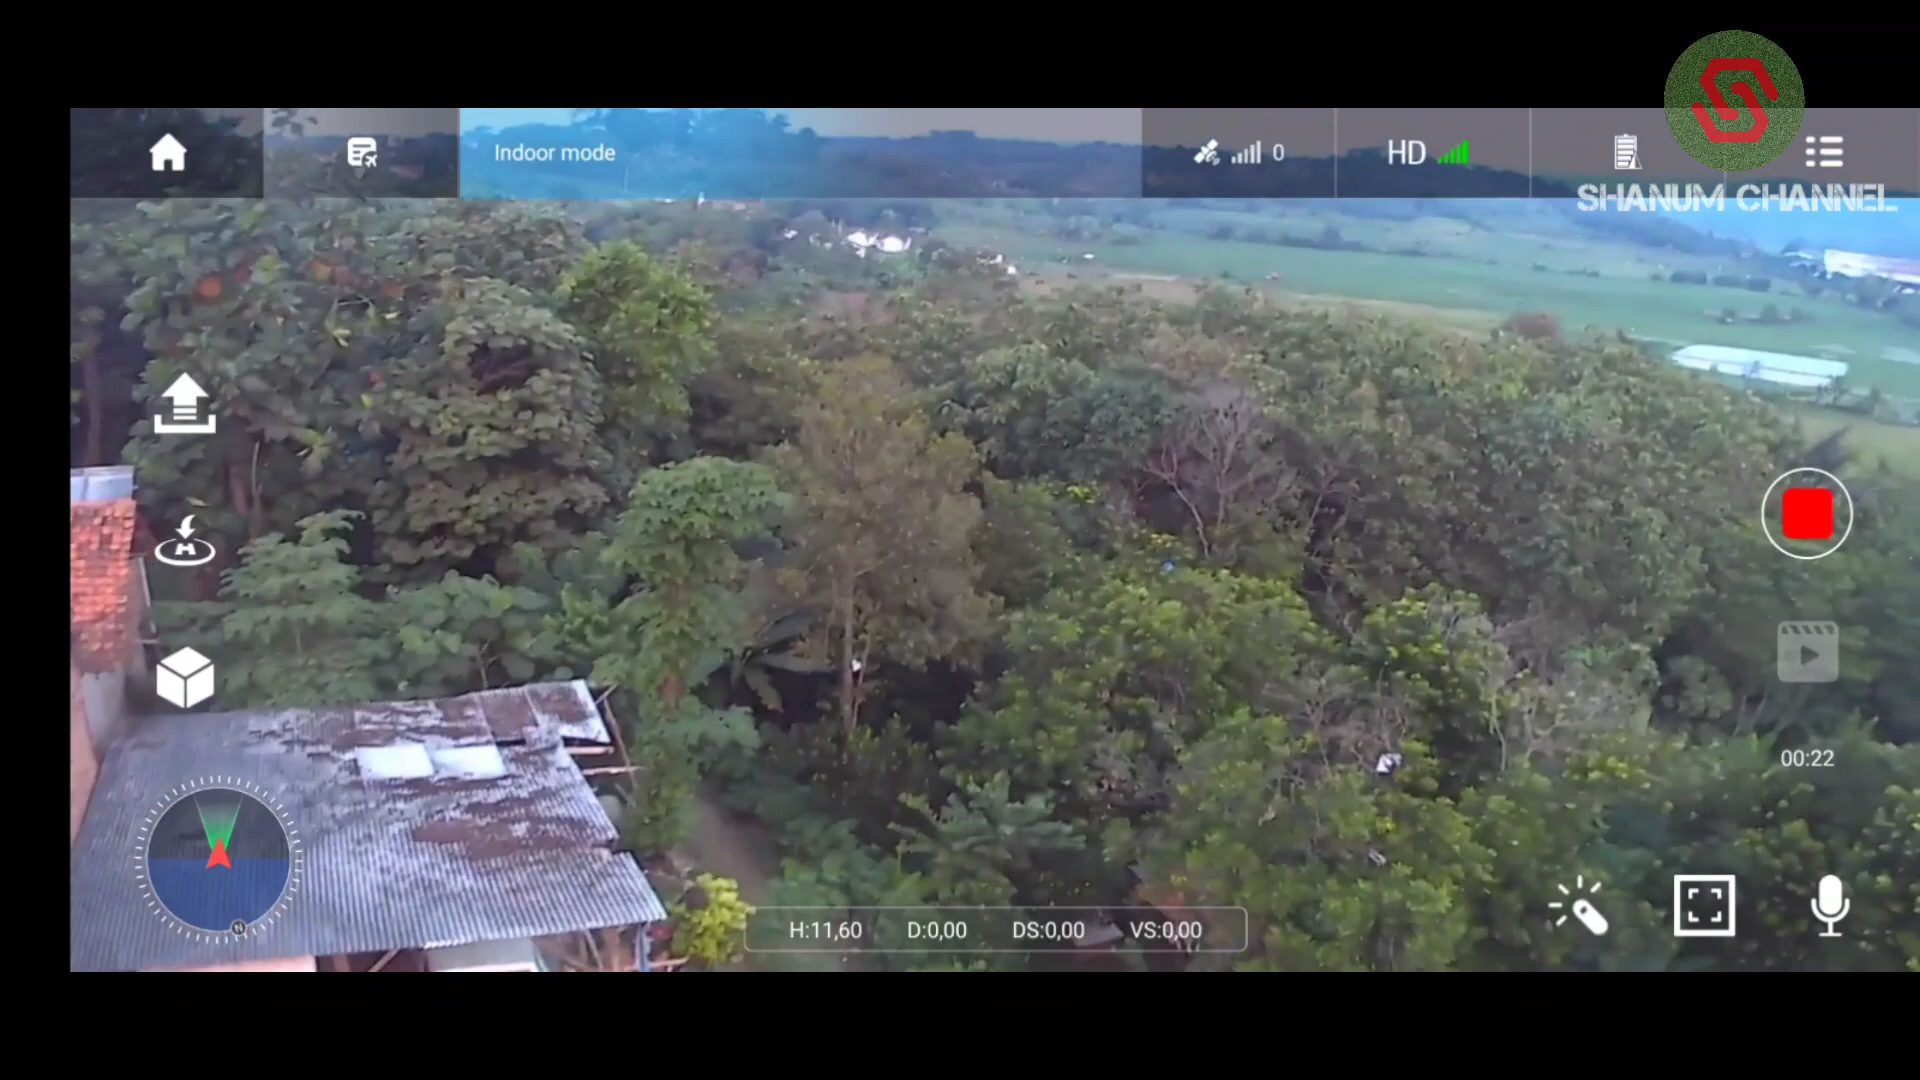 Indoor mode
0
HD
SHANUM CHANNEL
00:22
N
H:11,60 D:0,00 DS:0,00 VS:0,00